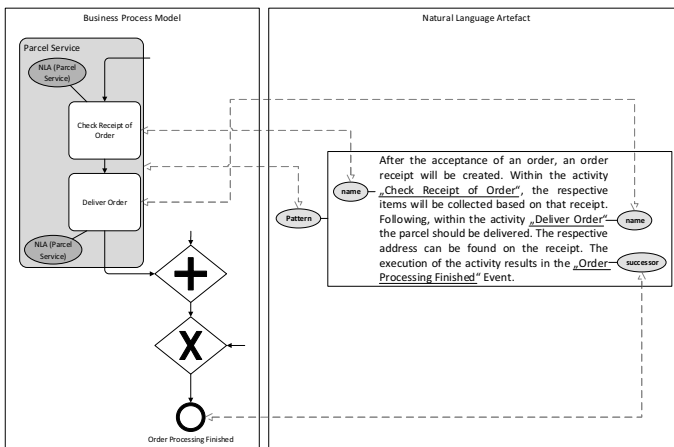 Business Process Model
Natural Language Artefact
Parcel Service
NLA (Parcel
Service)
Check Receipt of
Order
Deliver Order
NLA (Parcel
Service)
Order Processing Finished
Pattern
name
name
successor
After the acceptance of an order, an order
receipt will be created. Within the activity
„Check Receipt of Order“, the respective
items will be collected based on that receipt.
Following, within the activity „Deliver Order“
the parcel should be delivered. The respective
address can be found on the receipt. The
execution of the activity results in the „Order
Processing Finished“ Event.